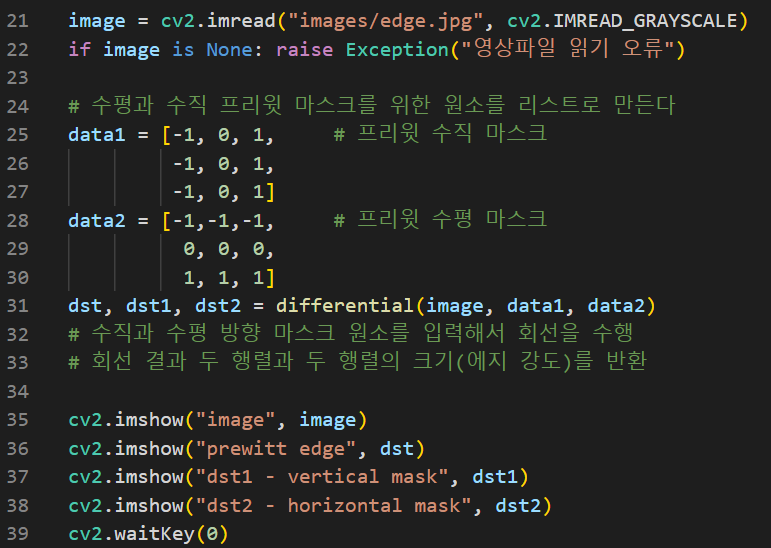 21 image = cv2.imread("images/edge.jpg", cv2.IMREAD_GRAYSCALE)
22 if image is None: raise Exception("영상파일 읽기 오류")
23
24 # 수평과 수직 프리윗 마스크를 위한 원소를 리스트로 만든다
25 data1 = [-1, 0, 1,     # 프리윗 수직 마스크
26          -1, 0, 1,
27          -1, 0, 1]
28 data2 = [-1,-1,-1,     # 프리윗 수평 마스크
29           0, 0, 0,
30           1, 1, 1]
31 dst, dst1, dst2 = differential(image, data1, data2)
32 # 수직과 수평 방향 마스크 원소를 입력해서 회선을 수행
33 # 회선 결과 두 행렬과 두 행렬의 크기(에지 강도)를 반환
34
35 cv2.imshow("image", image)
36 cv2.imshow("prewitt edge", dst)
37 cv2.imshow("dst1 - vertical mask", dst1)
38 cv2.imshow("dst2 - horizontal mask", dst2)
39 cv2.waitKey(0)